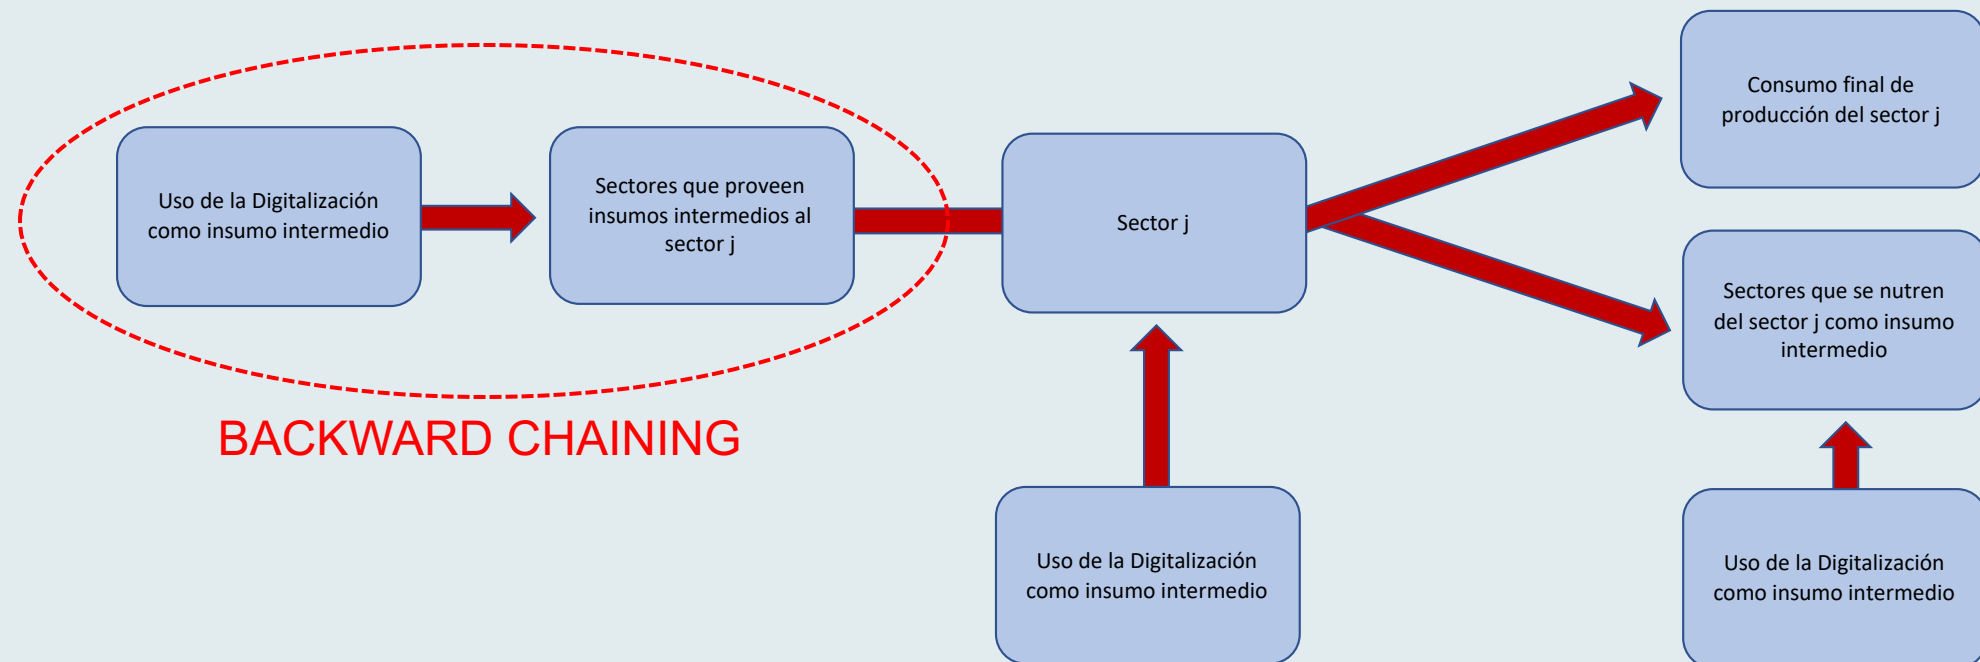 Consumo final de
producción del sector j
Uso de la Digitalización
como insumo intermedio
Sectores que proveen
insumos intermedios al
sector j
Sector j
Sectores que se nutren
del sector j como insumo
intermedio
BACKWARD CHAINING
Uso de la Digitalización
como insumo intermedio
Uso de la Digitalización
como insumo intermedio